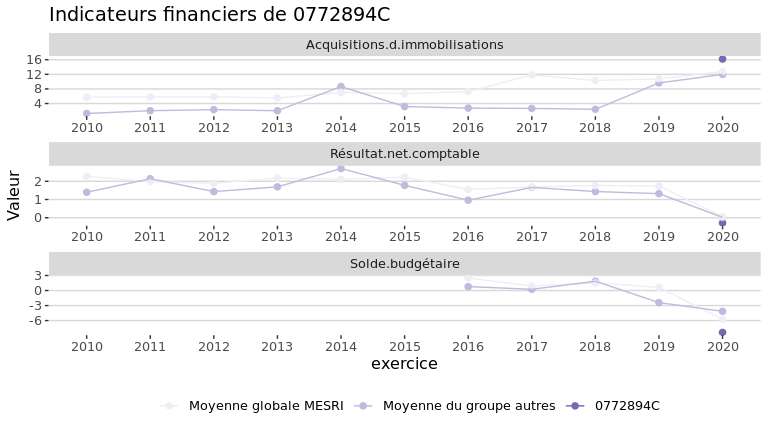 Indicateurs financiers de 0772894C
Acquisitions.d.immobilisations
16
12
8
4
2010 2011 2012 2013 2014 2015 2016 2017 2018 2019 2020
Résultat.net.comptable
2
1
0
2010 2011 2012 2013 2014 2015 2016 2017 2018 2019 2020
Valeur
Solde.budgétaire
3
0
-3
-6
2010 2011 2012 2013 2014 2015 2016 2017 2018 2019 2020
exercice
Moyenne globale MESRI Moyenne du groupe autres 0772894C